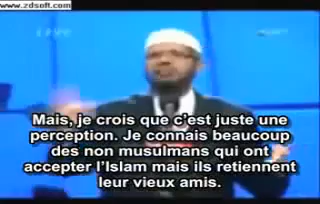 www.zdsoft.com
LIVE
Mais, je crois que c'est juste une
perception. Je connais beaucoup
des non musulmans qui ont
accepter l'Islam mais ils retiennent
leur vieux amis.